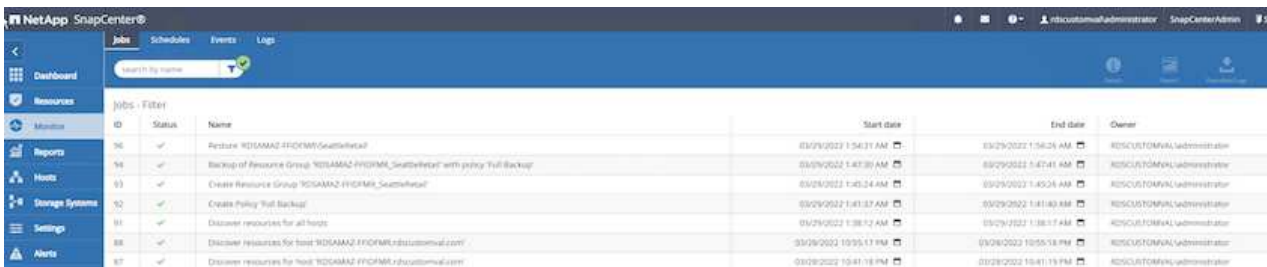 NetApp SnapCenter®
rdscustomval\administrator SnapCenterAdmin
Jobs Schedules Events Logs
search by name
Dashboard
Resources
Monitor
Reports
Hosts
Storage Systems
Settings
Alerts
Jobs - Filter
ID Status Name Start date End date Owner
Restore 'RDSAMAZ-FFIDFMR\SeattleRetail' 03/29/2022 1:54:31 AM 03/29/2022 1:56:26 AM RDSCUSTOMVAL\administrator
94 Backup of Resource Group 'RDSAMAZ-FFIDFMR_SeattleRetail' with policy 'Full Backup' 03/29/2022 1:47:30 AM 03/29/2022 1:47:41 AM RDSCUSTOMVAL\administrator
93 Create Resource Group 'RDSAMAZ-FFIDFMR_SeattleRetail' 03/29/2022 1:45:24 AM 03/29/2022 1:45:26 AM RDSCUSTOMVAL\administrator
92 Create Policy 'Full Backup' 03/29/2022 1:41:37 AM 03/29/2022 1:41:40 AM RDSCUSTOMVAL\administrator
91 Discover resources for all hosts 03/29/2022 1:38:12 AM 03/29/2022 1:38:17 AM RDSCUSTOMVAL\administrator
88 Discover resources for host 'RDSAMAZ-FFIDFMR.rdscustomval.com' 03/28/2022 10:55:17 PM 03/28/2022 10:55:18 PM RDSCUSTOMVAL\administrator
87 Discover resources for host 'RDSAMAZ-FFIDFMR.rdscustomval.com' 03/28/2022 10:41:18 PM 03/28/2022 10:41:19 PM RDSCUSTOMVAL\administrator